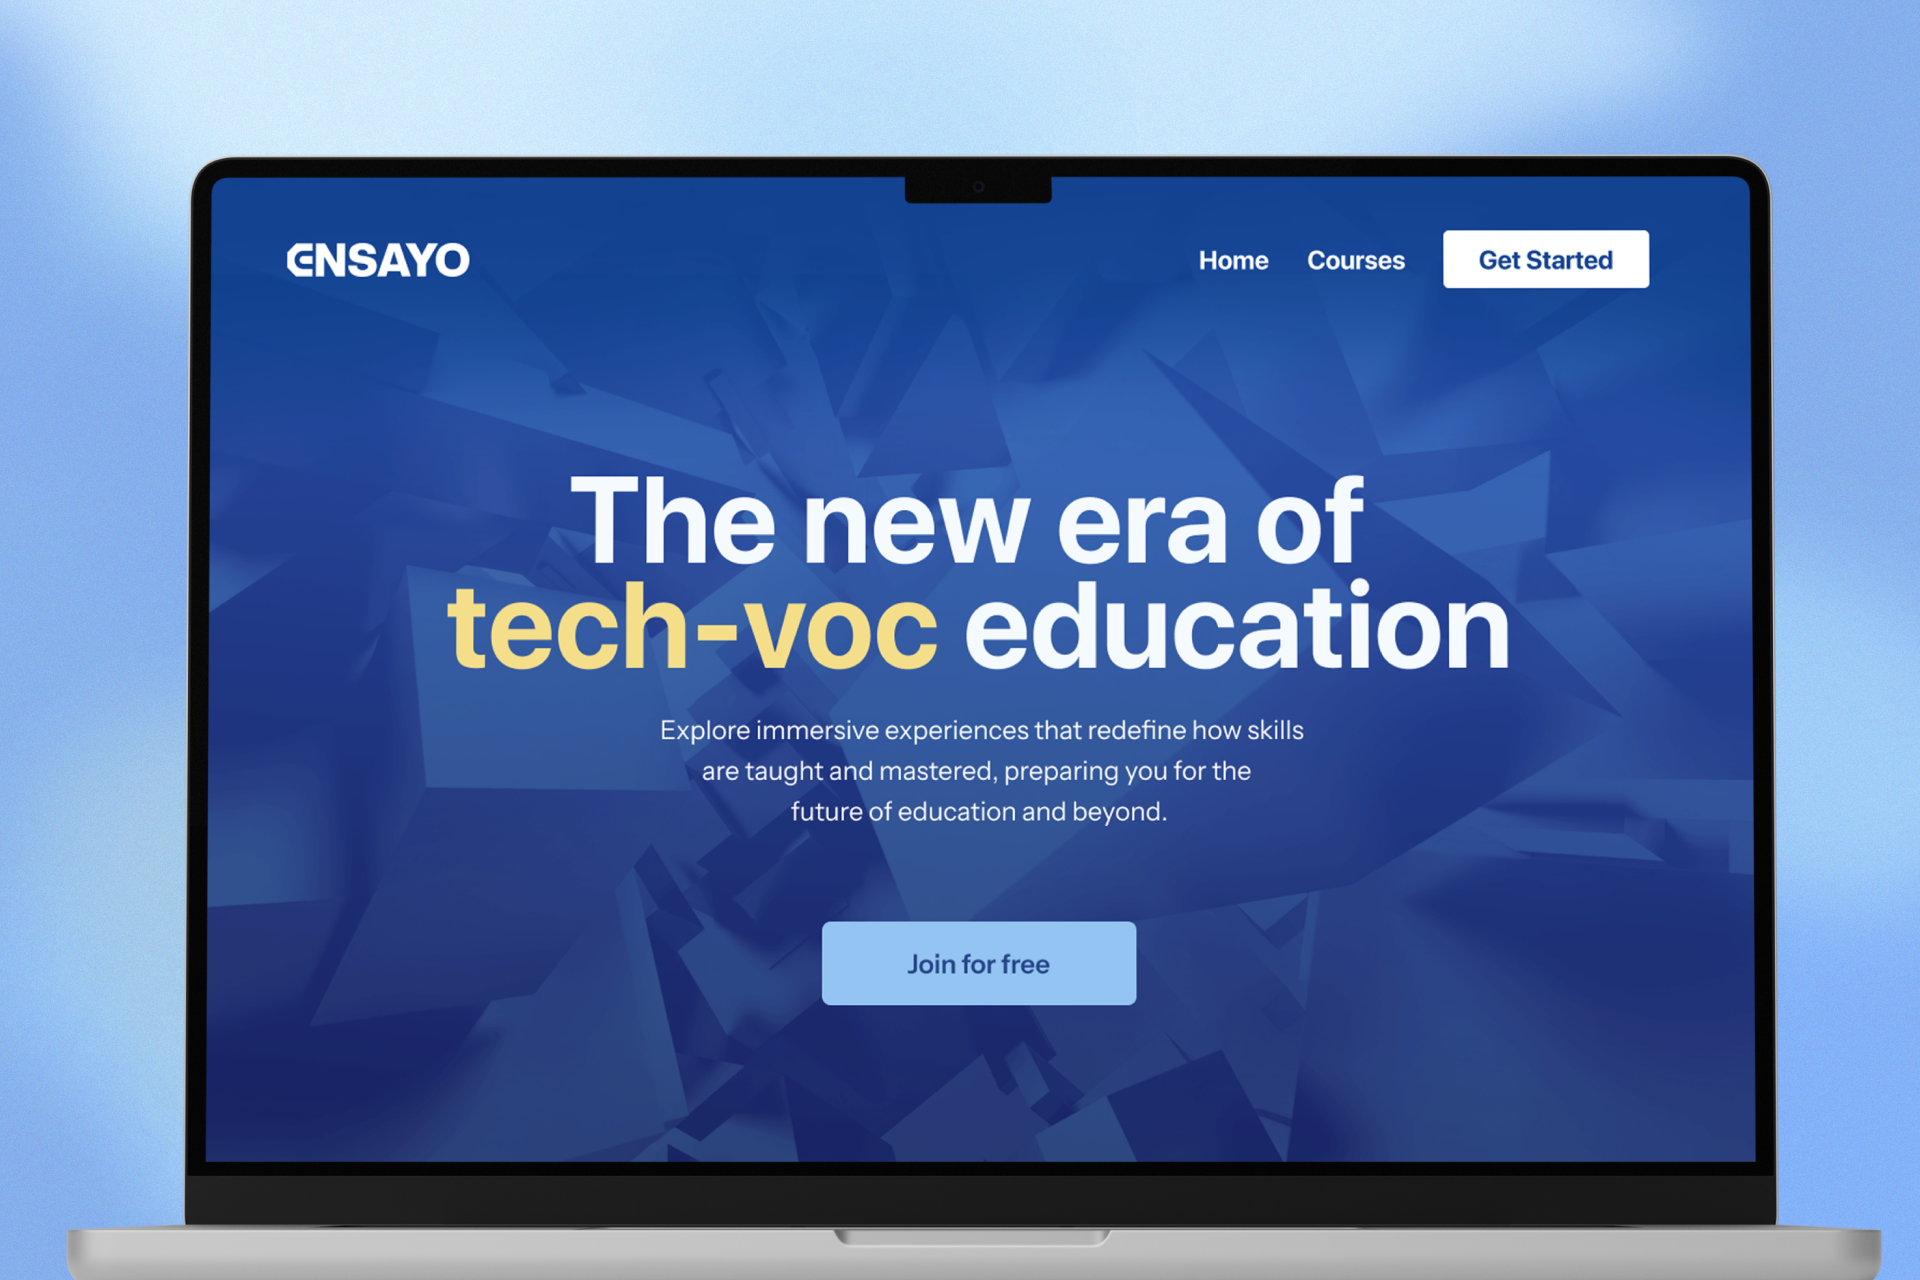 ENSAYO
Home Courses Get Started
The new era of
tech-voc education
Explore immersive experiences that redefine how skills
are taught and mastered, preparing you for the
future of education and beyond.
Join for free